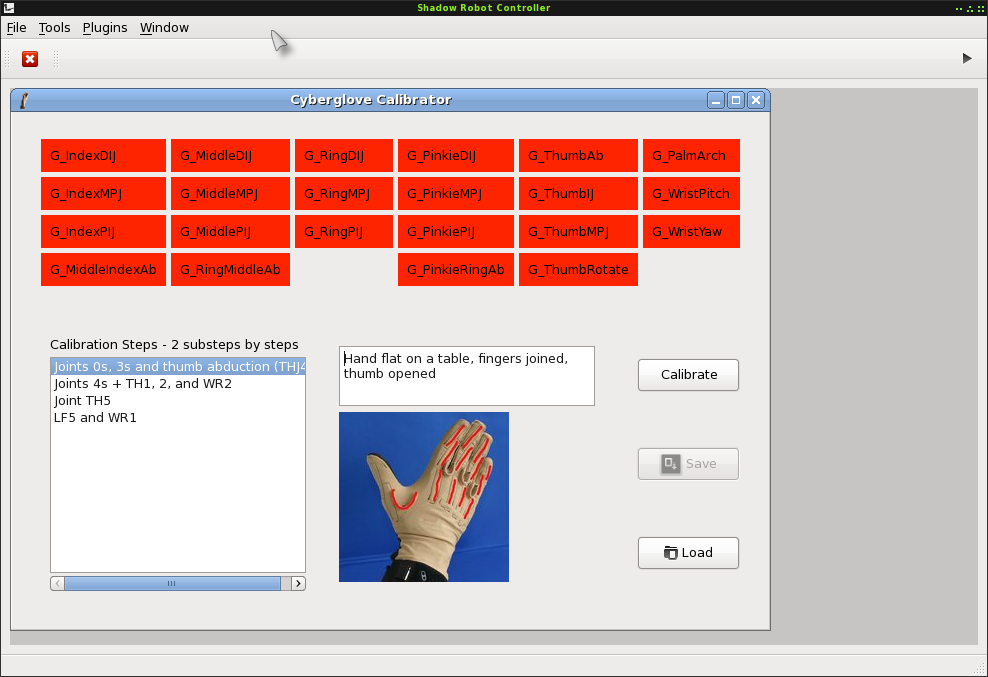 Shadow Robot Controller
File Tools Plugins Window
Cyberglove Calibrator
G_IndexDIJ G_MiddleDIJ G_RingDIJ G_PinkieDIJ G_ThumbAb G_PalmArch
G_IndexMPJ G_MiddleMPJ G_RingMPJ G_PinkieMPJ G_ThumbIJ G_WristPitch
G_IndexPIJ G_MiddlePIJ G_RingPIJ G_PinkiePIJ G_ThumbMPJ G_WristYaw
G_MiddleIndexAb G_RingMiddleAb G_PinkieRingAb G_ThumbRotate
Calibration Steps - 2 substeps by steps
Joints 0s, 3s and thumb abduction (THJ4
Joints 4s + TH1, 2, and WR2
Joint TH5
LF5 and WR1
Hand flat on a table, fingers joined,
thumb opened
Calibrate
Save
Load